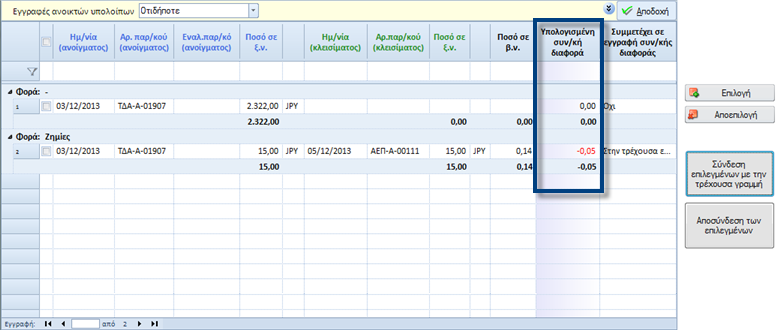 Εγγραφές ανοικτών υπολοίπων Οτιδήποτε
Αποδοχή
Ημ/νία (ανοίγματος) Αρ. παρ/κού (ανοίγματος) Εναλ.παρ/κό (ανοίγματος) Ποσό σε ξ.ν. Ημ/νία (κλεισίματος) Αρ.παρ/κού (κλεισίματος) Ποσό σε ξ.ν. Ποσό σε β.ν. Υπολογισμένη συν/κή διαφορά Συμμετέχει σε εγγραφή συν/κής διαφοράς
Φορά: -
1 03/12/2013 ΤΔΑ-Α-01907 2.322,00 JPY 0,00 Όχι
2.322,00 0,00 0,00 0,00
Φορά: Ζημίες
2 03/12/2013 ΤΔΑ-Α-01907 15,00 JPY 05/12/2013 ΑΕΠ-Α-00111 15,00 JPY 0,14 -0,05 Στην τρέχουσα ε...
15,00 15,00 0,14 -0,05
Επιλογή
Αποεπιλογή
Σύνδεση
επιλεγμένων με την
τρέχουσα γραμμή
Αποσύνδεση των
επιλεγμένων
Εγγραφή: από 2